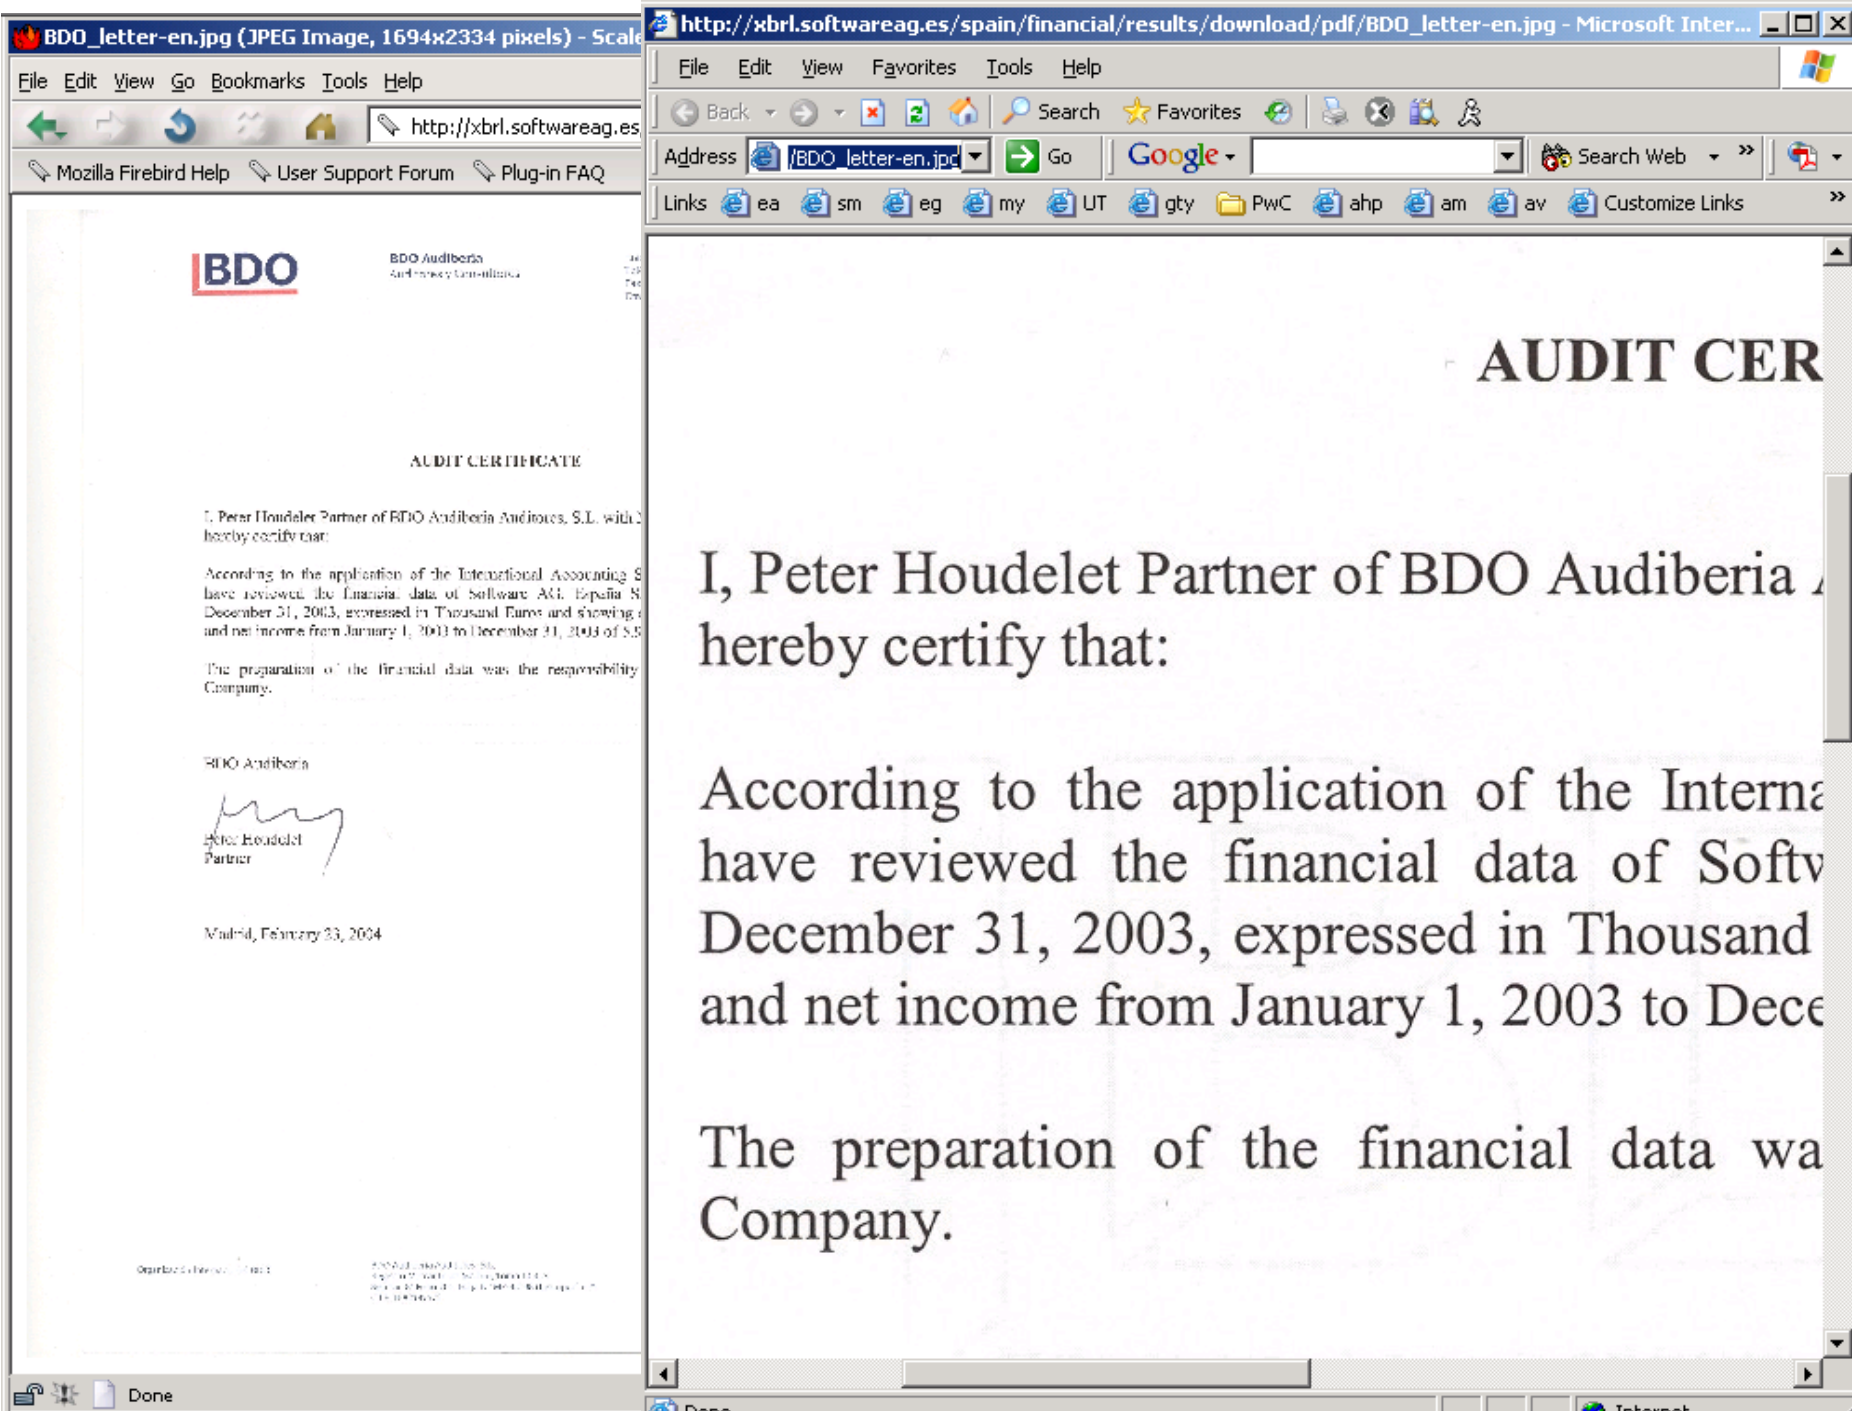 BDO_letter-en.jpg (JPEG Image, 1694x2334 pixels) - Scale
File Edit View Go Bookmarks Tools Help
http://xbrl.softwareag.es
Mozilla Firebird Help User Support Forum Plug-in FAQ
BDO
BDO Audiberia
Auditores y Consultores
AUDIT CERTIFICATE
I, Peter Houdelet Partner of BDO Audiberia Auditores, S.L. with
hereby certify that:
According to the application of the International Accounting S
have reviewed the financial data of Software AG. España S
December 31, 2003, expressed in Thousand Euros and showing
and net income from January 1, 2003 to December 31, 2003 of 5.9
The preparation of the financial data was the responsibility
Company.
BDO Audiberia
Peter Houdelet
Partner
Madrid, February 23, 2004
Done
http://xbrl.softwareag.es/spain/financial/results/download/pdf/BDO_letter-en.jpg - Microsoft Inter...
File Edit View Favorites Tools Help
Back Search Favorites
Address /BDO_letter-en.jpg Go Google Search Web »
Links ea sm eg my UT gty PwC ahp am av Customize Links »
AUDIT CER
I, Peter Houdelet Partner of BDO Audiberia A
hereby certify that:
According to the application of the Interna
have reviewed the financial data of Softw
December 31, 2003, expressed in Thousand
and net income from January 1, 2003 to Dece
The preparation of the financial data wa
Company.
Done Internet